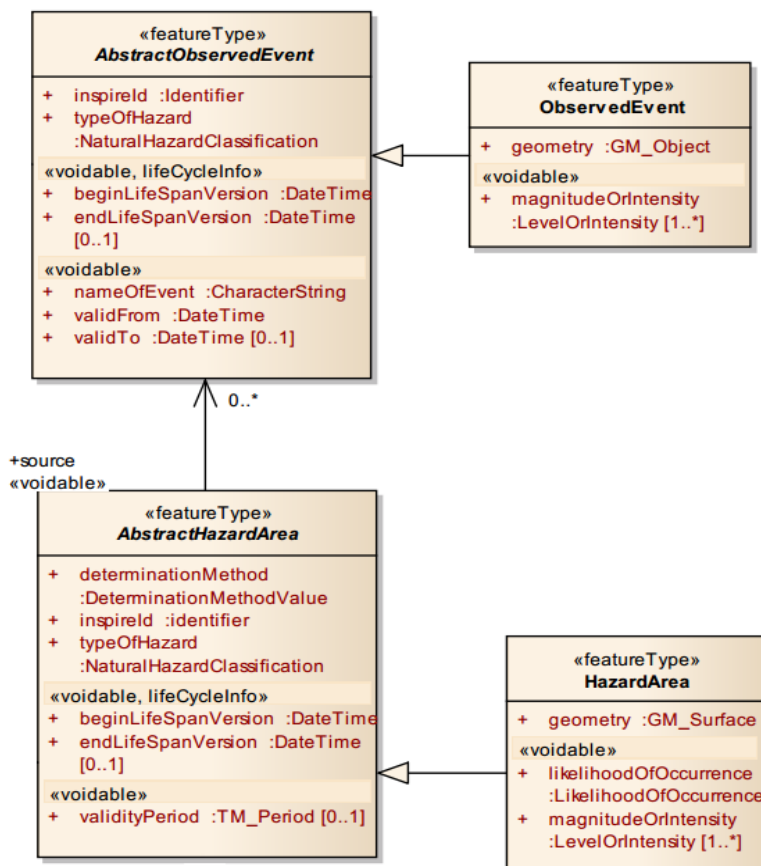 «featureType»
AbstractObservedEvent
+ inspireId :Identifier
+ typeOfHazard
:NaturalHazardClassification
«voidable, lifeCycleInfo»
+ beginLifeSpanVersion :DateTime
+ endLifeSpanVersion :DateTime
[0..1]
«voidable»
+ nameOfEvent :CharacterString
+ validFrom :DateTime
+ validTo :DateTime [0..1]
«featureType»
ObservedEvent
+ geometry :GM_Object
«voidable»
+ magnitudeOrIntensity
:LevelOrIntensity [1..*]
0..*
+source
«voidable»
«featureType»
AbstractHazardArea
+ determinationMethod
:DeterminationMethodValue
+ inspireId :identifier
+ typeOfHazard
:NaturalHazardClassification
«voidable, lifeCycleInfo»
+ beginLifeSpanVersion :DateTime
+ endLifeSpanVersion :DateTime
[0..1]
«voidable»
+ validityPeriod :TM_Period [0..1]
«featureType»
HazardArea
+ geometry :GM_Surface
«voidable»
+ likelihoodOfOccurrence
:LikelihoodOfOccurrence
+ magnitudeOrIntensity
:LevelOrIntensity [1..*]